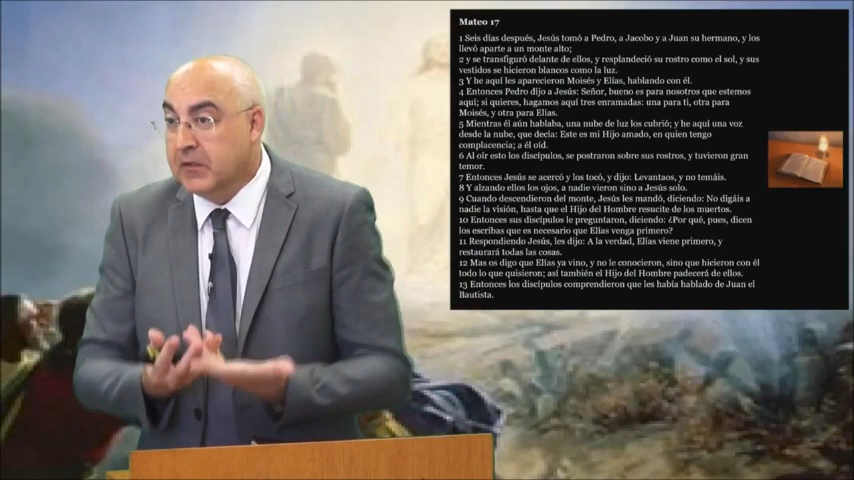 Mateo 17
1 Seis días después, Jesús tomó a Pedro, a Jacobo y a Juan su hermano, y los
llevó aparte a un monte alto;
2 y se transfiguró delante de ellos, y resplandeció su rostro como el sol, y sus
vestidos se hicieron blancos como la luz.
3 Y he aquí les aparecieron Moisés y Elías, hablando con él.
4 Entonces Pedro dijo a Jesús: Señor, bueno es para nosotros que estemos
aquí; si quieres, hagamos aquí tres enramadas: una para ti, otra para
Moisés, y otra para Elías.
5 Mientras él aún hablaba, una nube de luz los cubrió; y he aquí una voz
desde la nube, que decía: Este es mi Hijo amado, en quien tengo
complacencia; a él oíd.
6 Al oír esto los discípulos, se postraron sobre sus rostros, y tuvieron gran
temor.
7 Entonces Jesús se acercó y los tocó, y dijo: Levantaos, y no temáis.
8 Y alzando ellos los ojos, a nadie vieron sino a Jesús solo.
9 Cuando descendieron del monte, Jesús les mandó, diciendo: No digáis a
nadie la visión, hasta que el Hijo del Hombre resucite de los muertos.
10 Entonces sus discípulos le preguntaron, diciendo: ¿Por qué, pues, dicen
los escribas que es necesario que Elías venga primero?
11 Respondiendo Jesús, les dijo: A la verdad, Elías viene primero, y
restaurará todas las cosas.
12 Mas os digo que Elías ya vino, y no le conocieron, sino que hicieron con él
todo lo que quisieron; así también el Hijo del Hombre padecerá de ellos.
13 Entonces los discípulos comprendieron que les había hablado de Juan el
Bautista.